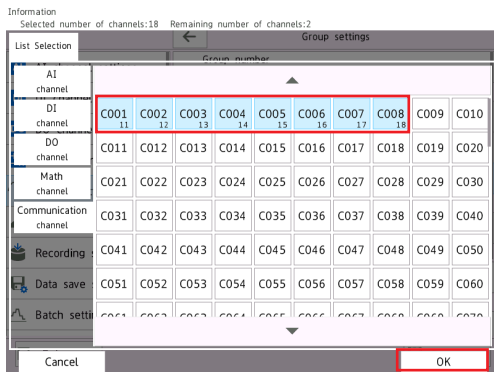 Information
Selected number of channels:18 Remaining number of channels:2
Group settings
List Selection
Group number
AI
channel
DI
channel
DO
channel
Math
channel
Communication
channel
C001 C002 C003 C004 C005 C006 C007 C008 C009 C010
11 12 13 14 15 16 17 18
C011 C012 C013 C014 C015 C016 C017 C018 C019 C020
C021 C022 C023 C024 C025 C026 C027 C028 C029 C030
C031 C032 C033 C034 C035 C036 C037 C038 C039 C040
C041 C042 C043 C044 C045 C046 C047 C048 C049 C050
C051 C052 C053 C054 C055 C056 C057 C058 C059 C060
Recording
Data save
Batch setti
Cancel
OK